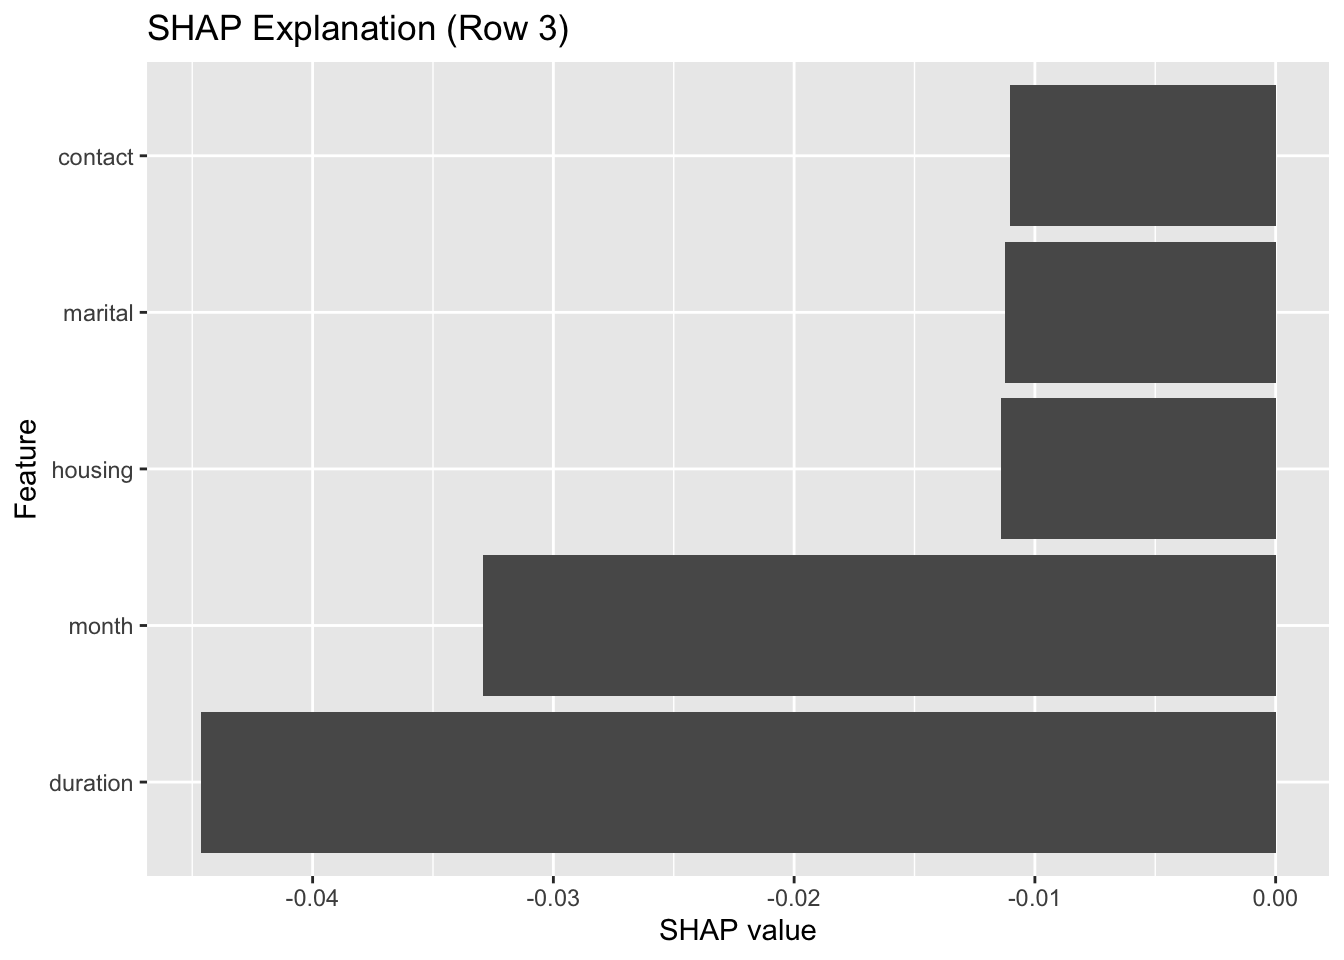 SHAP Explanation (Row 3)
Feature
contact
marital
housing
month
duration
-0.04
-0.03
-0.02
-0.01
0.00
SHAP value